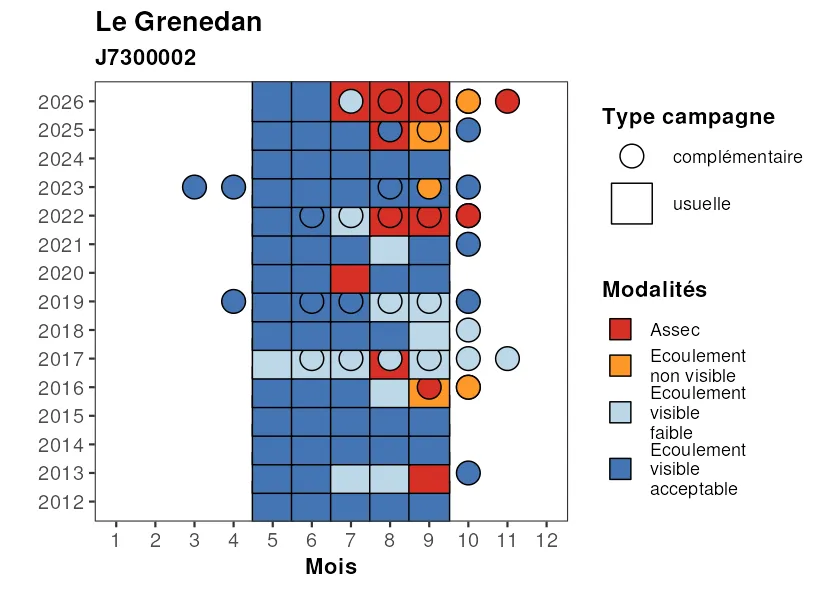 Le Grenedan
J7300002
2026
2025
2024
2023
2022
2021
2020
2019
2018
2017
2016
2015
2014
2013
2012
1 2 3 4 5 6 7 8 9 10 11 12
Mois
Type campagne
complémentaire
usuelle
Modalités
Assec
Ecoulement
non visible
Ecoulement
visible
faible
Ecoulement
visible
acceptable